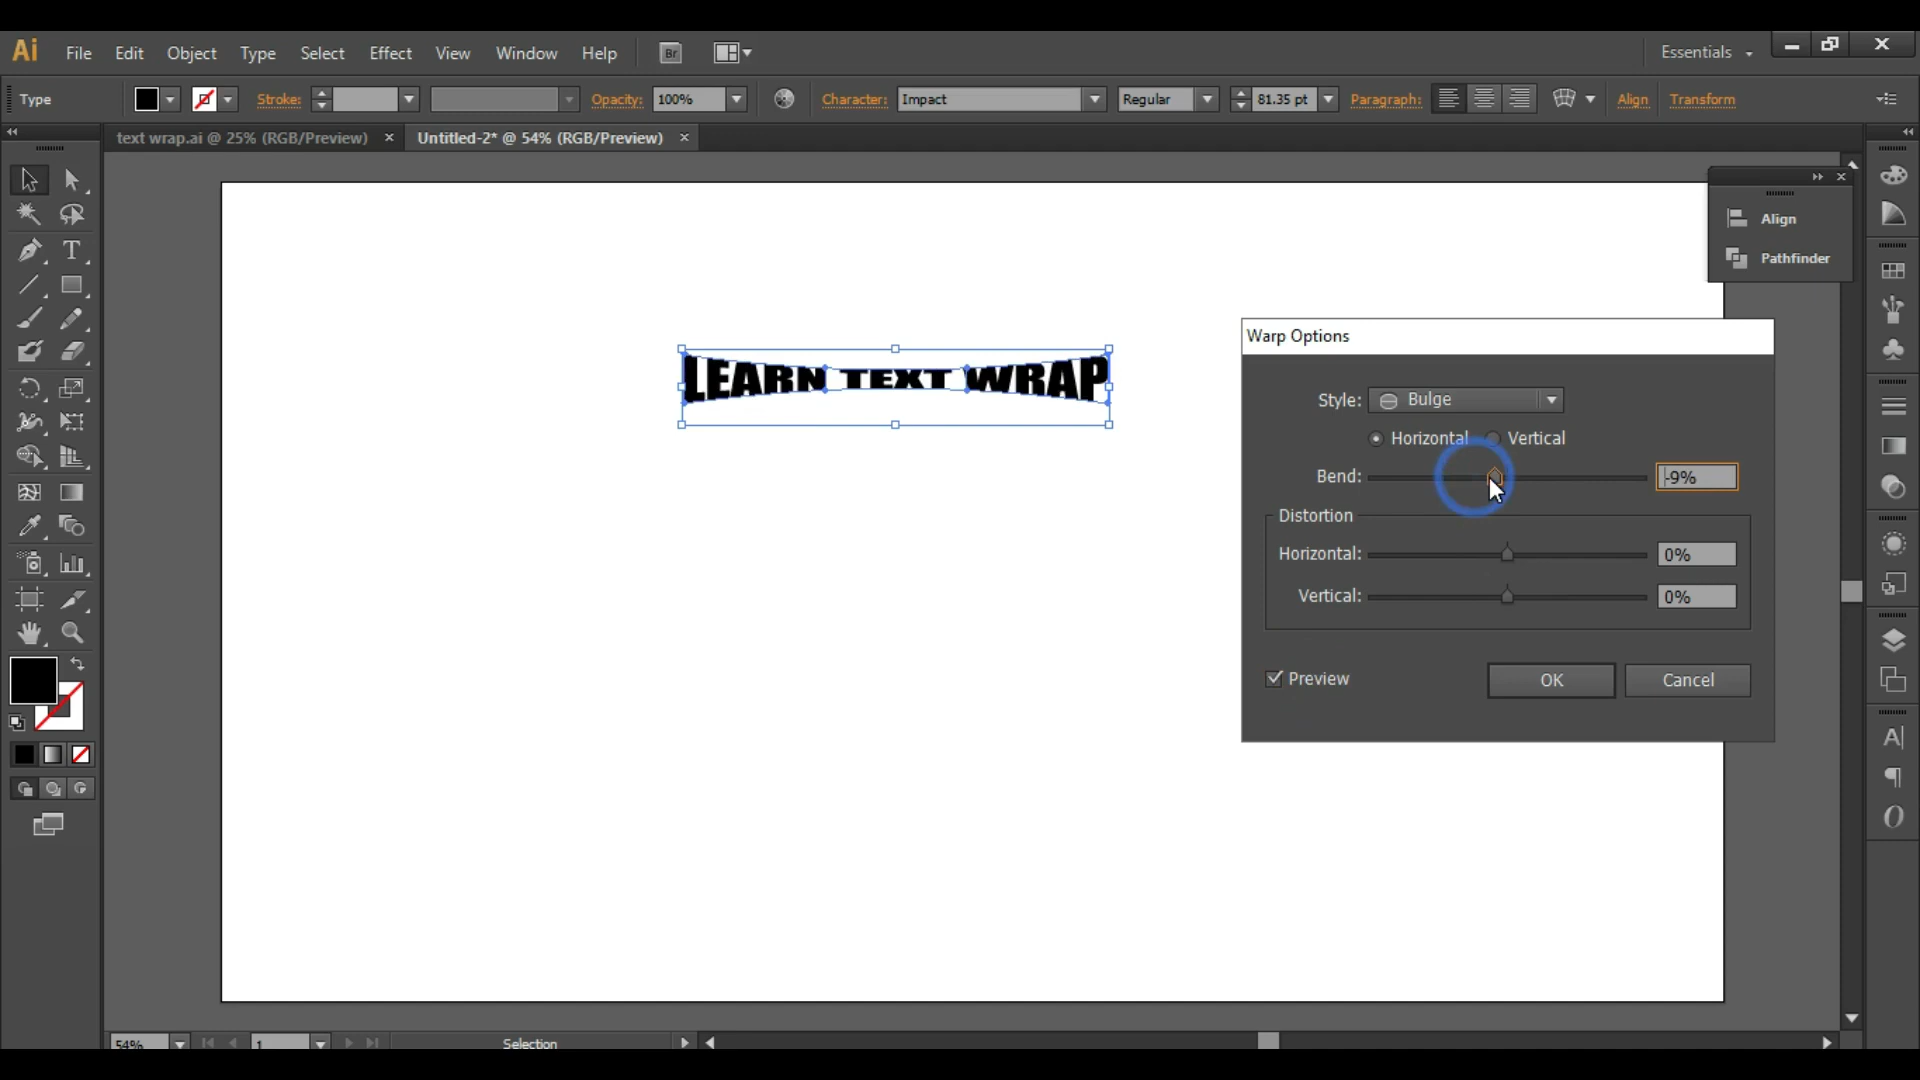 Ai File Edit Object Type Select Effect View Window Help Br Essentials
Type Stroke: Opacity: 100% Character: Impact Regular 81.35 pt Paragraph: Align Transform
text wrap.ai @ 25% (RGB/Preview) Untitled-2* @ 54% (RGB/Preview)
Align
Pathfinder
LEARN TEXT WRAP
Warp Options
Style: Bulge
Horizontal Vertical
Bend: -9%
Distortion
Horizontal: 0%
Vertical: 0%
Preview OK Cancel
54% 1 Selection